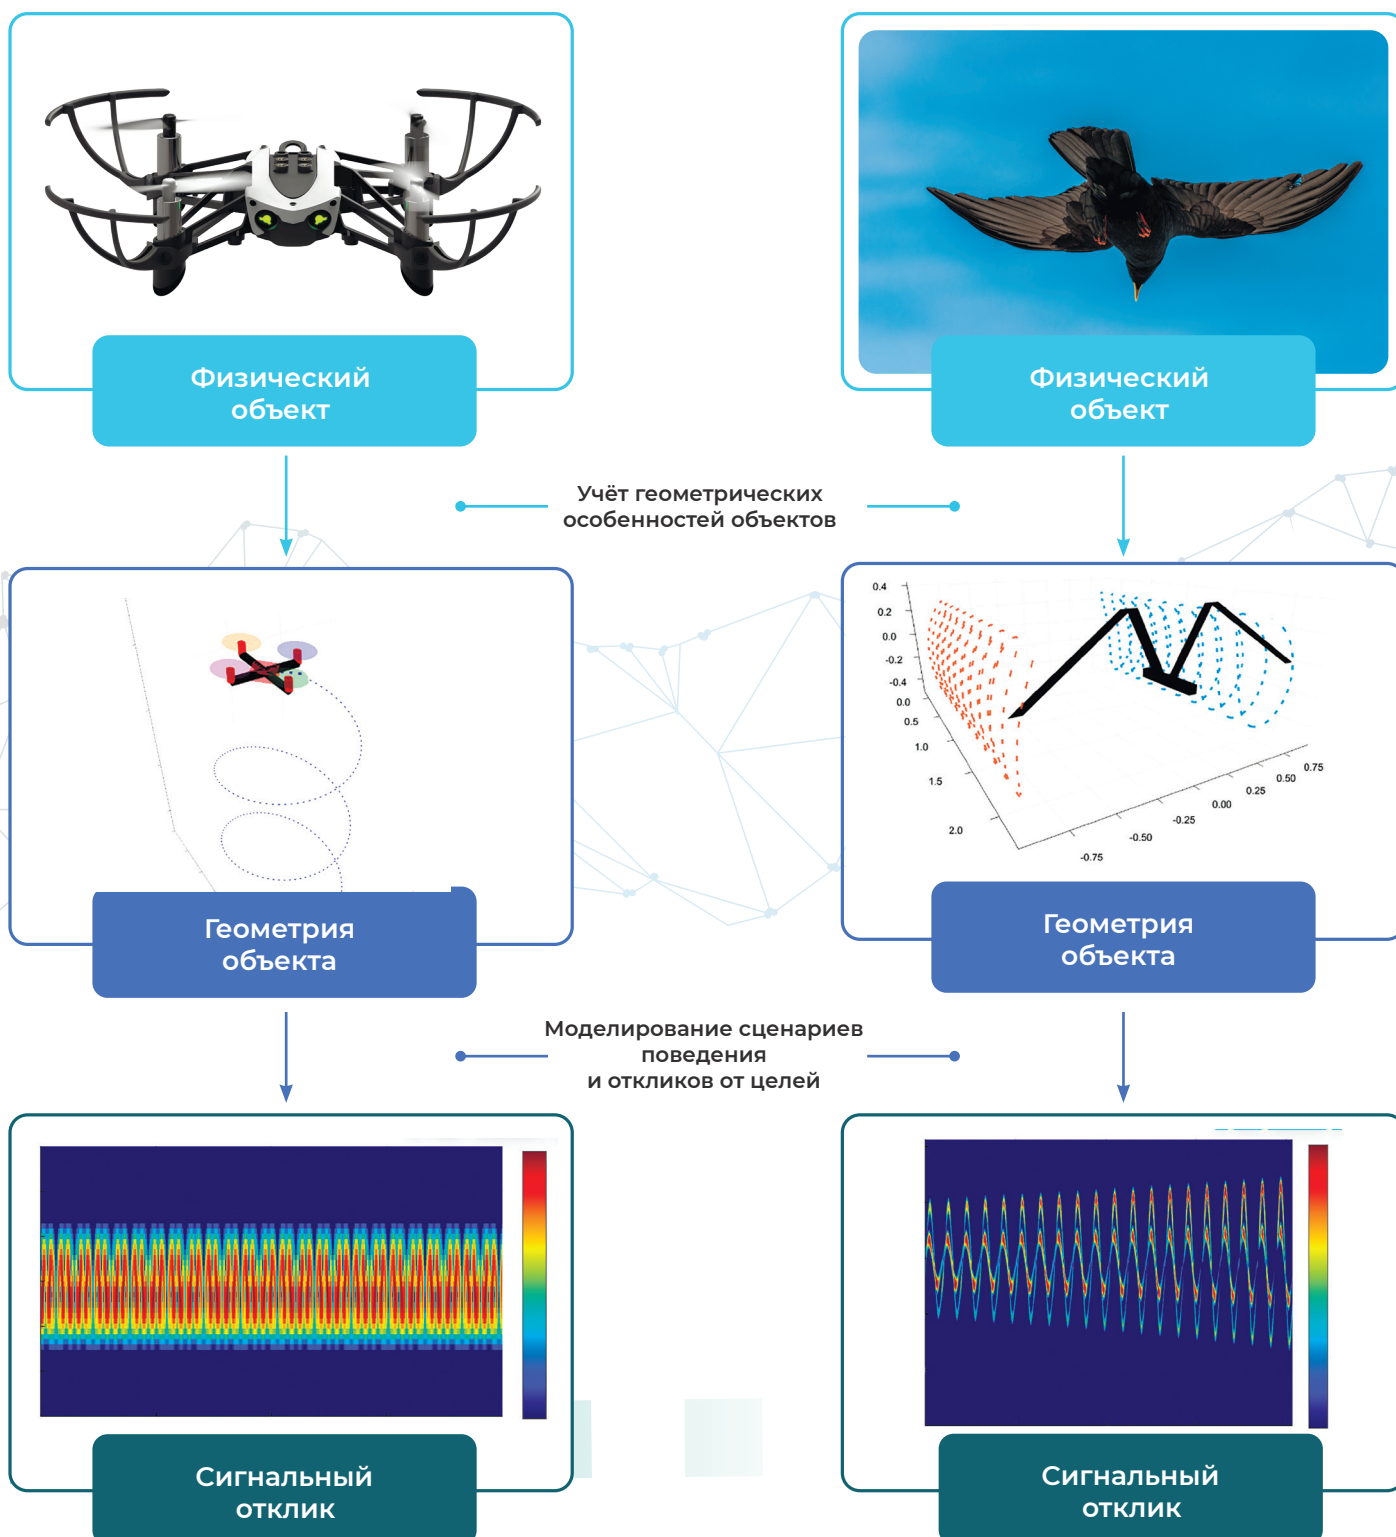 Физический
объект
Физический
объект
Учёт геометрических
особенностей объектов
0.4
0.2
0.0
-0.2
-0.4
0.0
0.5
1.0
1.5
2.0
-0.75
-0.50
-0.25
0.00
0.25
0.50
0.75
Геометрия
объекта
Геометрия
объекта
Моделирование сценариев
поведения
и откликов от целей
Сигнальный
отклик
Сигнальный
отклик